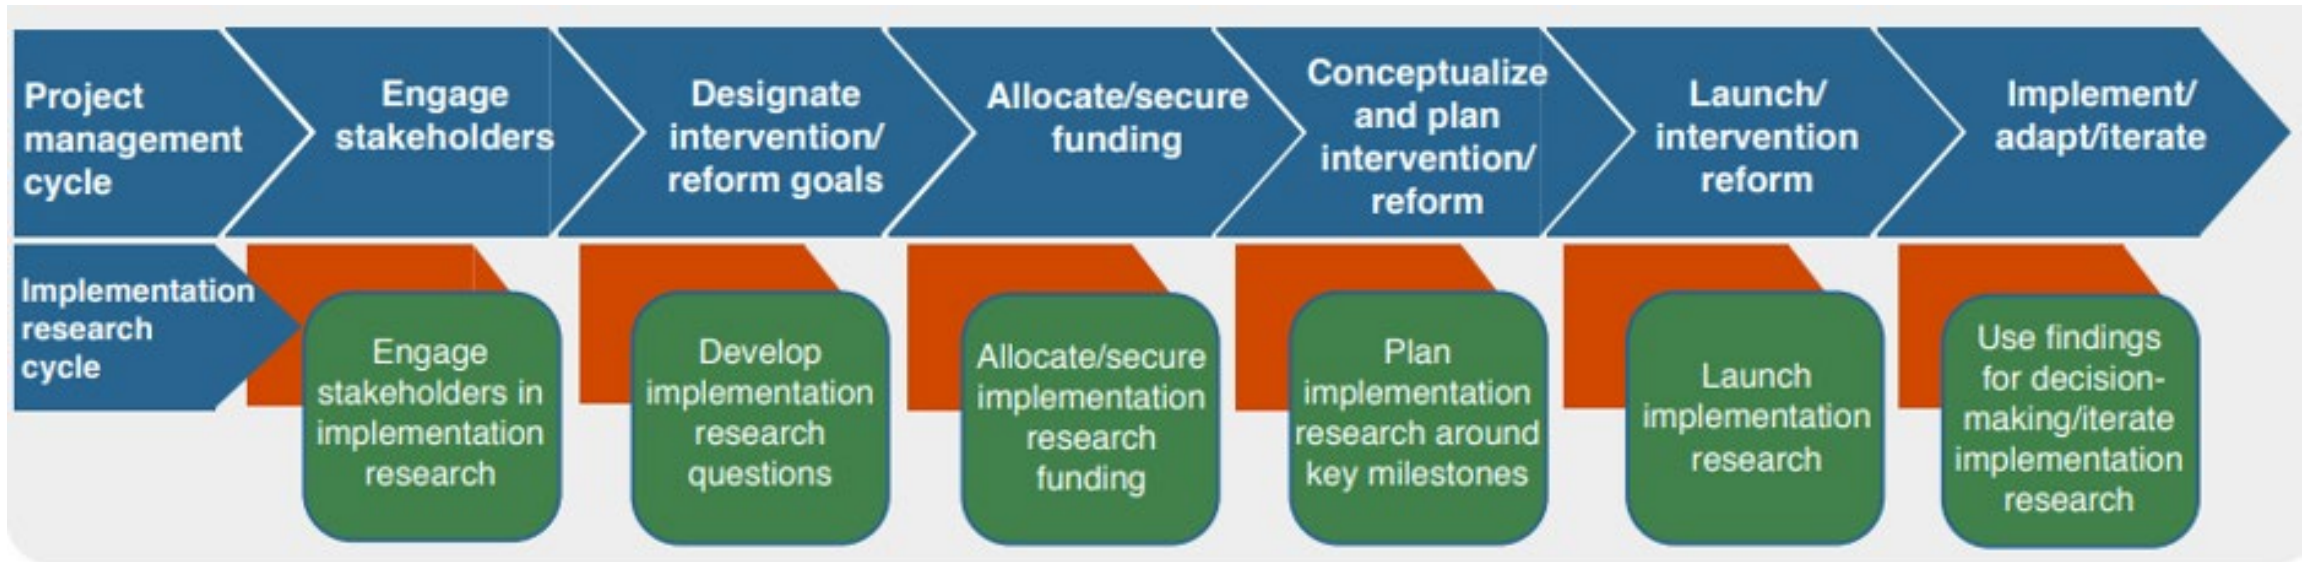 Project
management
cycle
Engage
stakeholders
Designate
intervention/
reform goals
Allocate/secure
funding
Conceptualize
and plan
intervention/
reform
Launch/
intervention
reform
Implement/
adapt/iterate
Implementation
research
cycle
Engage
stakeholders in
implementation
research
Develop
implementation
research
questions
Allocate/secure
implementation
research
funding
Plan
implementation
research around
key milestones
Launch
implementation
research
Use findings
for decision-
making/iterate
implementation
research